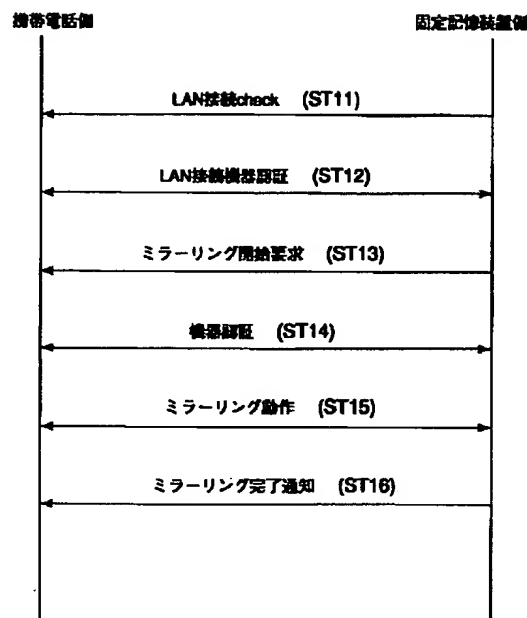 携帯電話側
固定記憶装置側
LAN接続check (ST11)
LAN接続機器認証 (ST12)
ミラーリング開始要求 (ST13)
機器認証 (ST14)
ミラーリング動作 (ST15)
ミラーリング完了通知 (ST16)